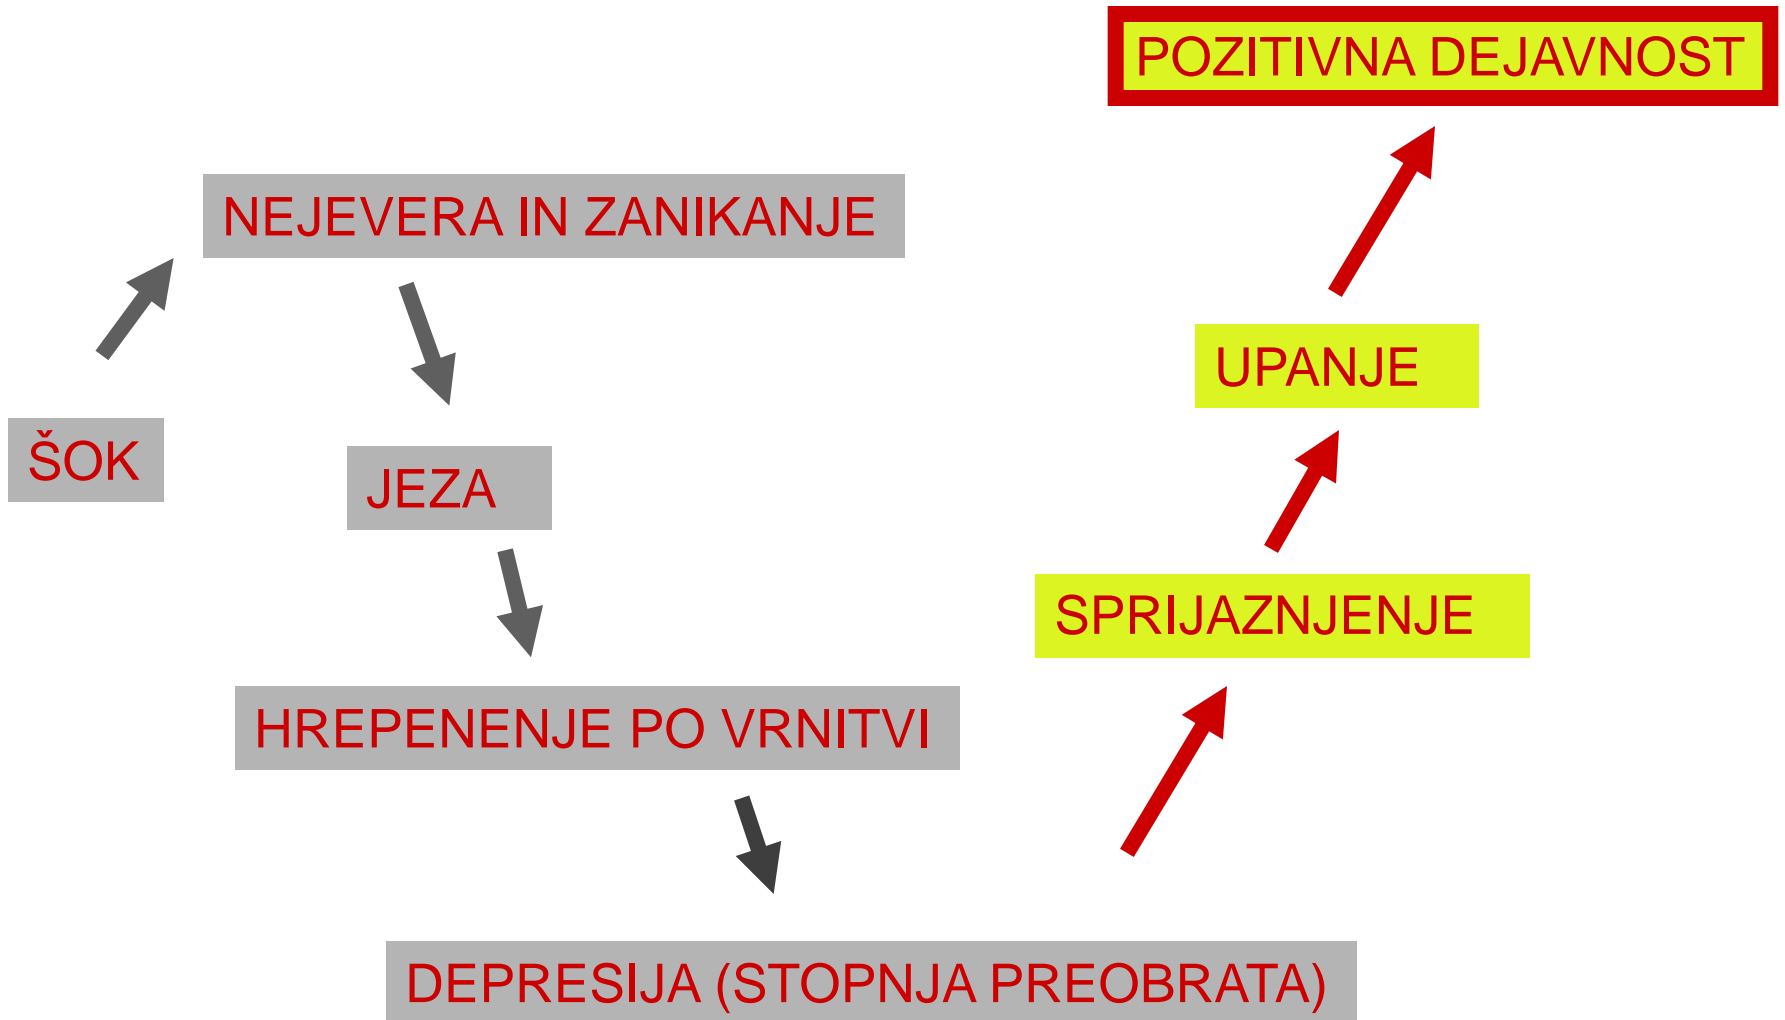 POZITIVNA DEJAVNOST
NEJEVERA IN ZANIKANJE
UPANJE
ŠOK
JEZA
SPRIJAZNJENJE
HREPENENJE PO VRNITVI
DEPRESIJA (STOPNJA PREOBRATA)